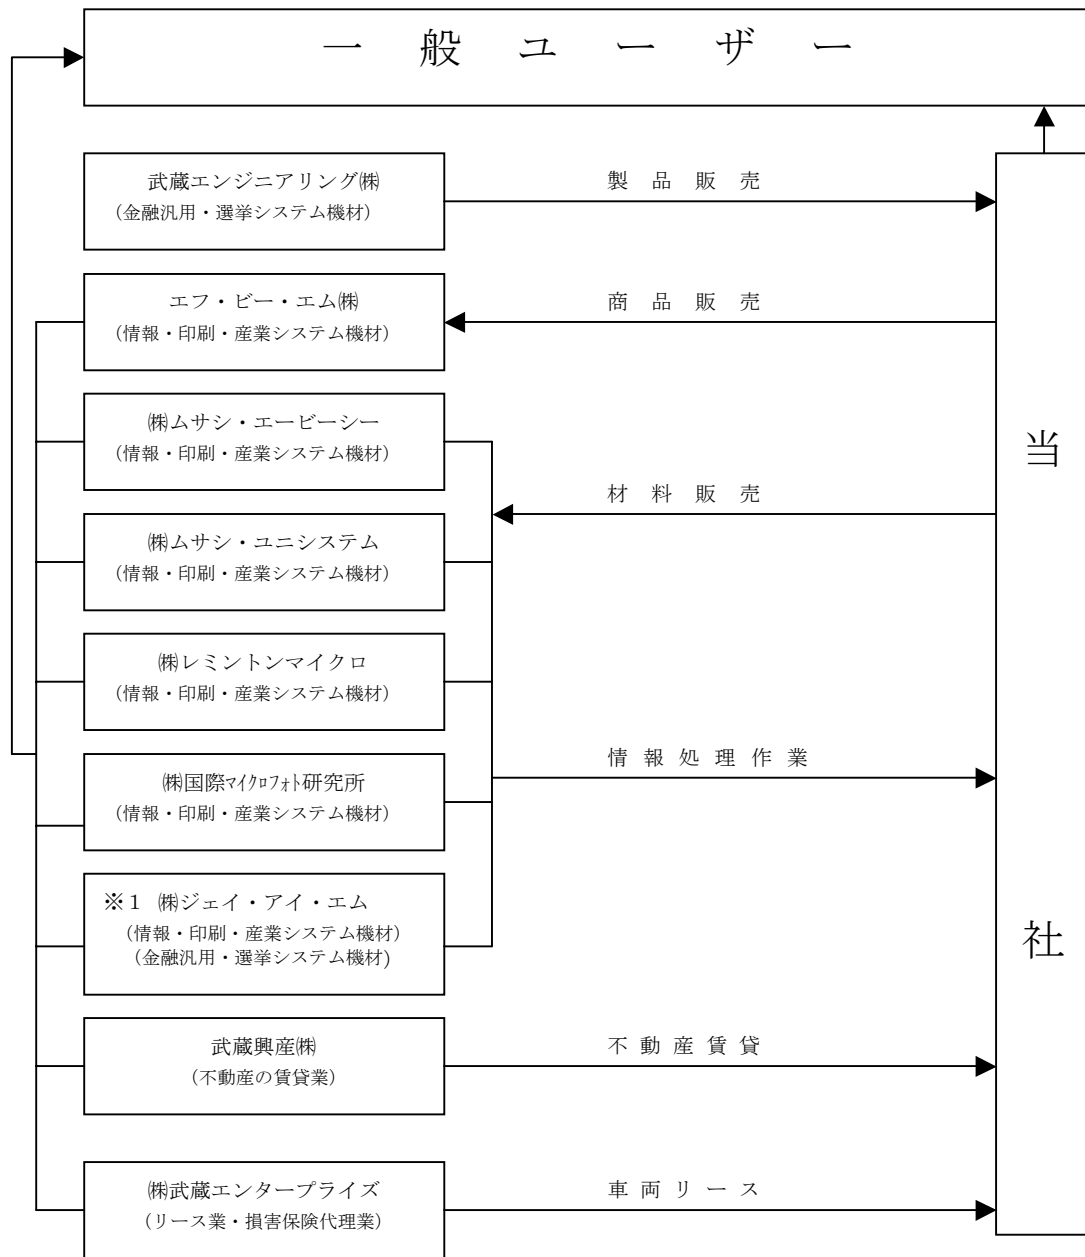 一般ユーザー
武蔵エンジニアリング㈱
(金融汎用・選挙システム機材)
製品販売
エフ・ビー・エム㈱
(情報・印刷・産業システム機材)
商品販売
㈱ムサシ・エービーシー
(情報・印刷・産業システム機材)
材料販売
㈱ムサシ・ユニシステム
(情報・印刷・産業システム機材)
㈱レミントンマイクロ
(情報・印刷・産業システム機材)
㈱国際ﾏｲｸﾛﾌｫﾄ研究所
(情報・印刷・産業システム機材)
情報処理作業
※1 ㈱ジェイ・アイ・エム
(情報・印刷・産業システム機材)
(金融汎用・選挙システム機材)
武蔵興産㈱
(不動産の賃貸業)
不動産賃貸
㈱武蔵エンタープライズ
(リース業・損害保険代理業)
車両リース
当社